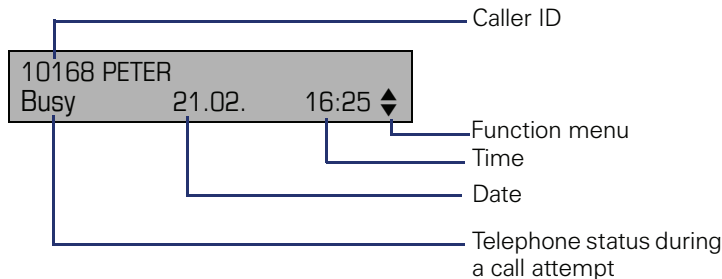 Caller ID
10168 PETER
Busy 21.02. 16:25
Function menu
Time
Date
Telephone status during
a call attempt